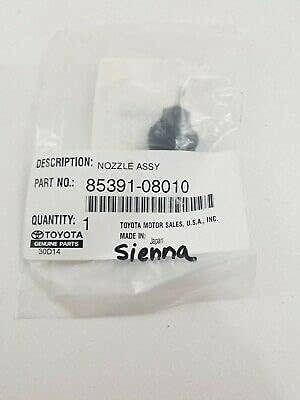 DESCRIPTION: NOZZLE ASSY
PART NO.: 85391-08010
QUANTITY: 1
TOYOTA MOTOR SALES, U.S.A., INC.
TOYOTA
MADE IN: Japan
GENUINE PARTS
30D14
Sienna